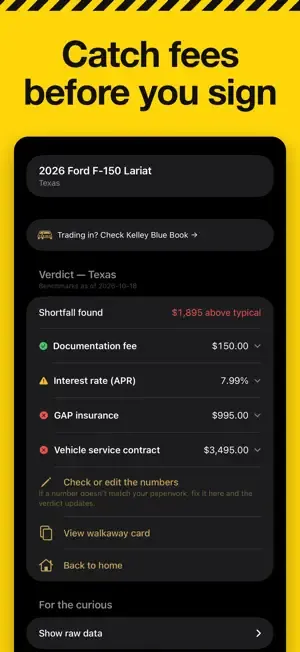 Catch fees
before you sign
2026 Ford F-150 Lariat
Texas
Trading in? Check Kelley Blue Book →
Verdict — Texas
Benchmarks as of 2026-10-18
Shortfall found $1,895 above typical
Documentation fee $150.00
Interest rate (APR) 7.99%
GAP insurance $995.00
Vehicle service contract $3,495.00
Check or edit the numbers
If a number doesn't match your paperwork, fix it here and the
verdict updates.
View walkaway card
Back to home
For the curious
Show raw data